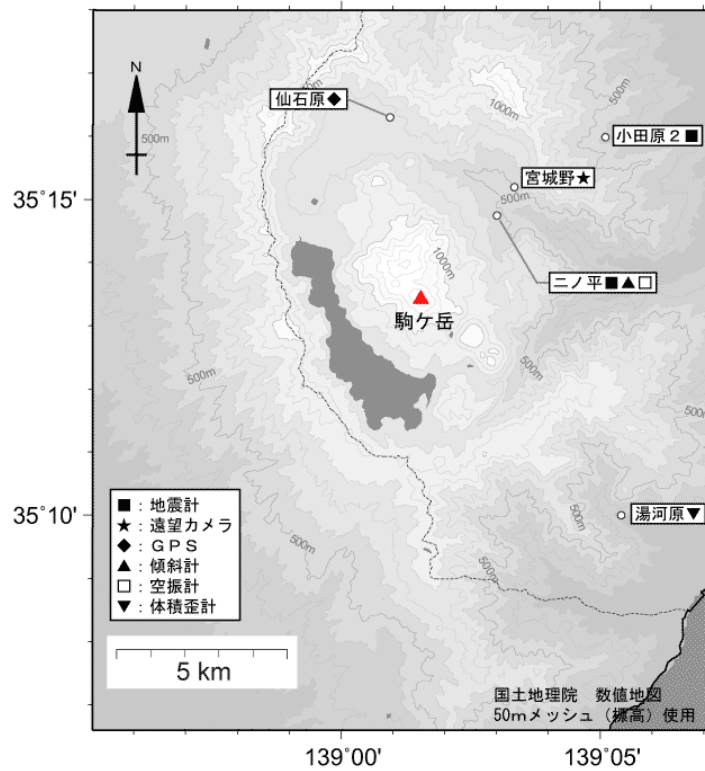 N
仙石原◆
500m
1000m
500m
小田原２■
500m
宮城野★
35°15'
500m
1000m
二ノ平■▲□
駒ケ岳
500m
500m
500m
■：地震計
★：遠望カメラ
◆：ＧＰＳ
▲：傾斜計
□：空振計
▼：体積歪計
35°10'
湯河原▼
500m
500m
500m
5 km
国土地理院　数値地図
50mメッシュ（標高）使用
139°00'
139°05'